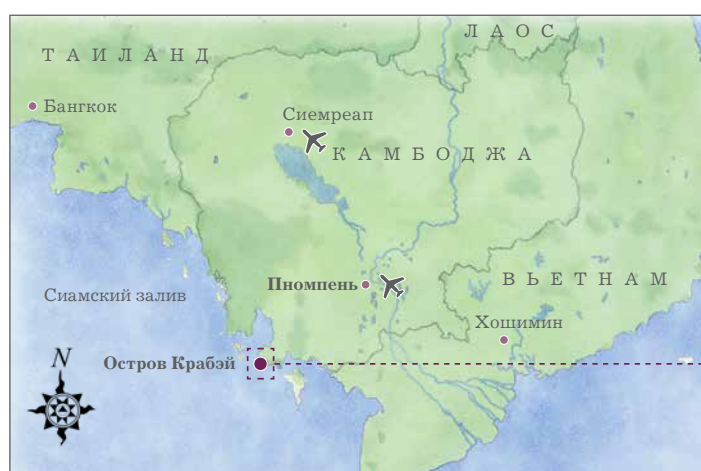 ЛАОС
ТАИЛАНД
Бангкок
Сиемреап
КАМБОДЖА
Пномпень
ВЬЕТНАМ
Сиамский залив
Хошимин
Остров Крабэй
N